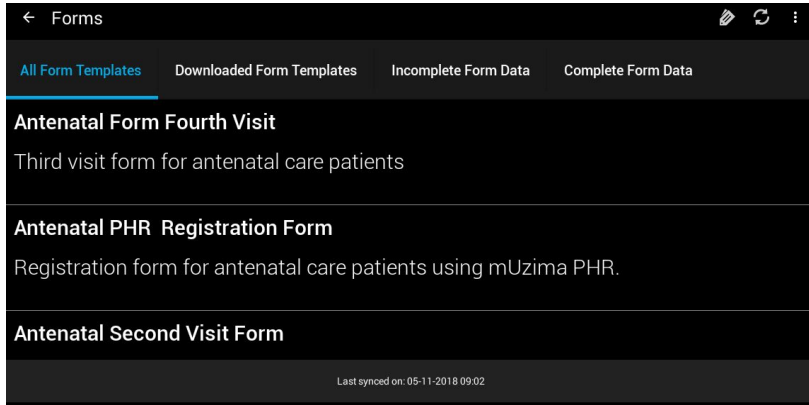 Forms
All Form Templates
Downloaded Form Templates
Incomplete Form Data
Complete Form Data
Antenatal Form Fourth Visit
Third visit form for antenatal care patients
Antenatal PHR  Registration Form
Registration form for antenatal care patients using mUzima PHR.
Antenatal Second Visit Form
Last synced on: 05-11-2018 09:02